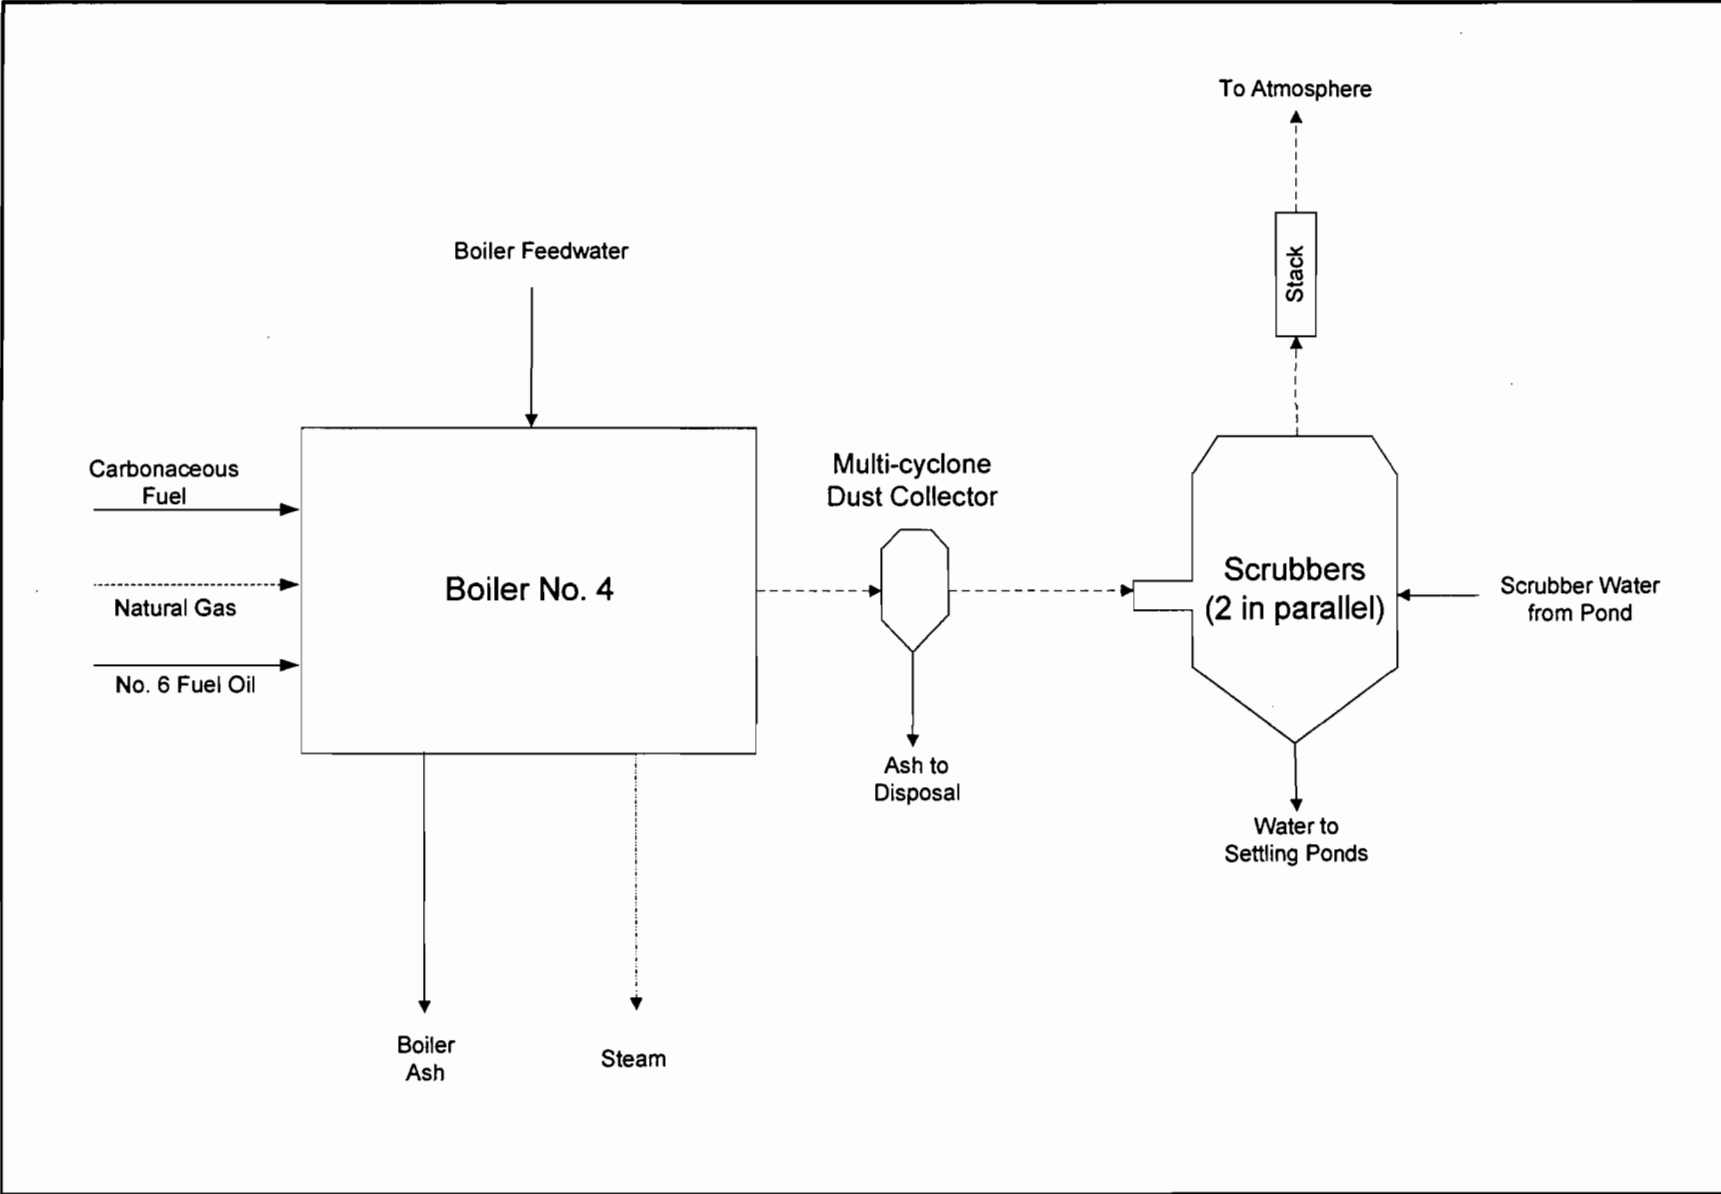 To Atmosphere
Stack
Boiler Feedwater
Carbonaceous
Fuel
Natural Gas
No. 6 Fuel Oil
Boiler No. 4
Multi-cyclone
Dust Collector
Scrubbers
(2 in parallel)
Scrubber Water
from Pond
Ash to
Disposal
Water to
Settling Ponds
Boiler
Ash
Steam